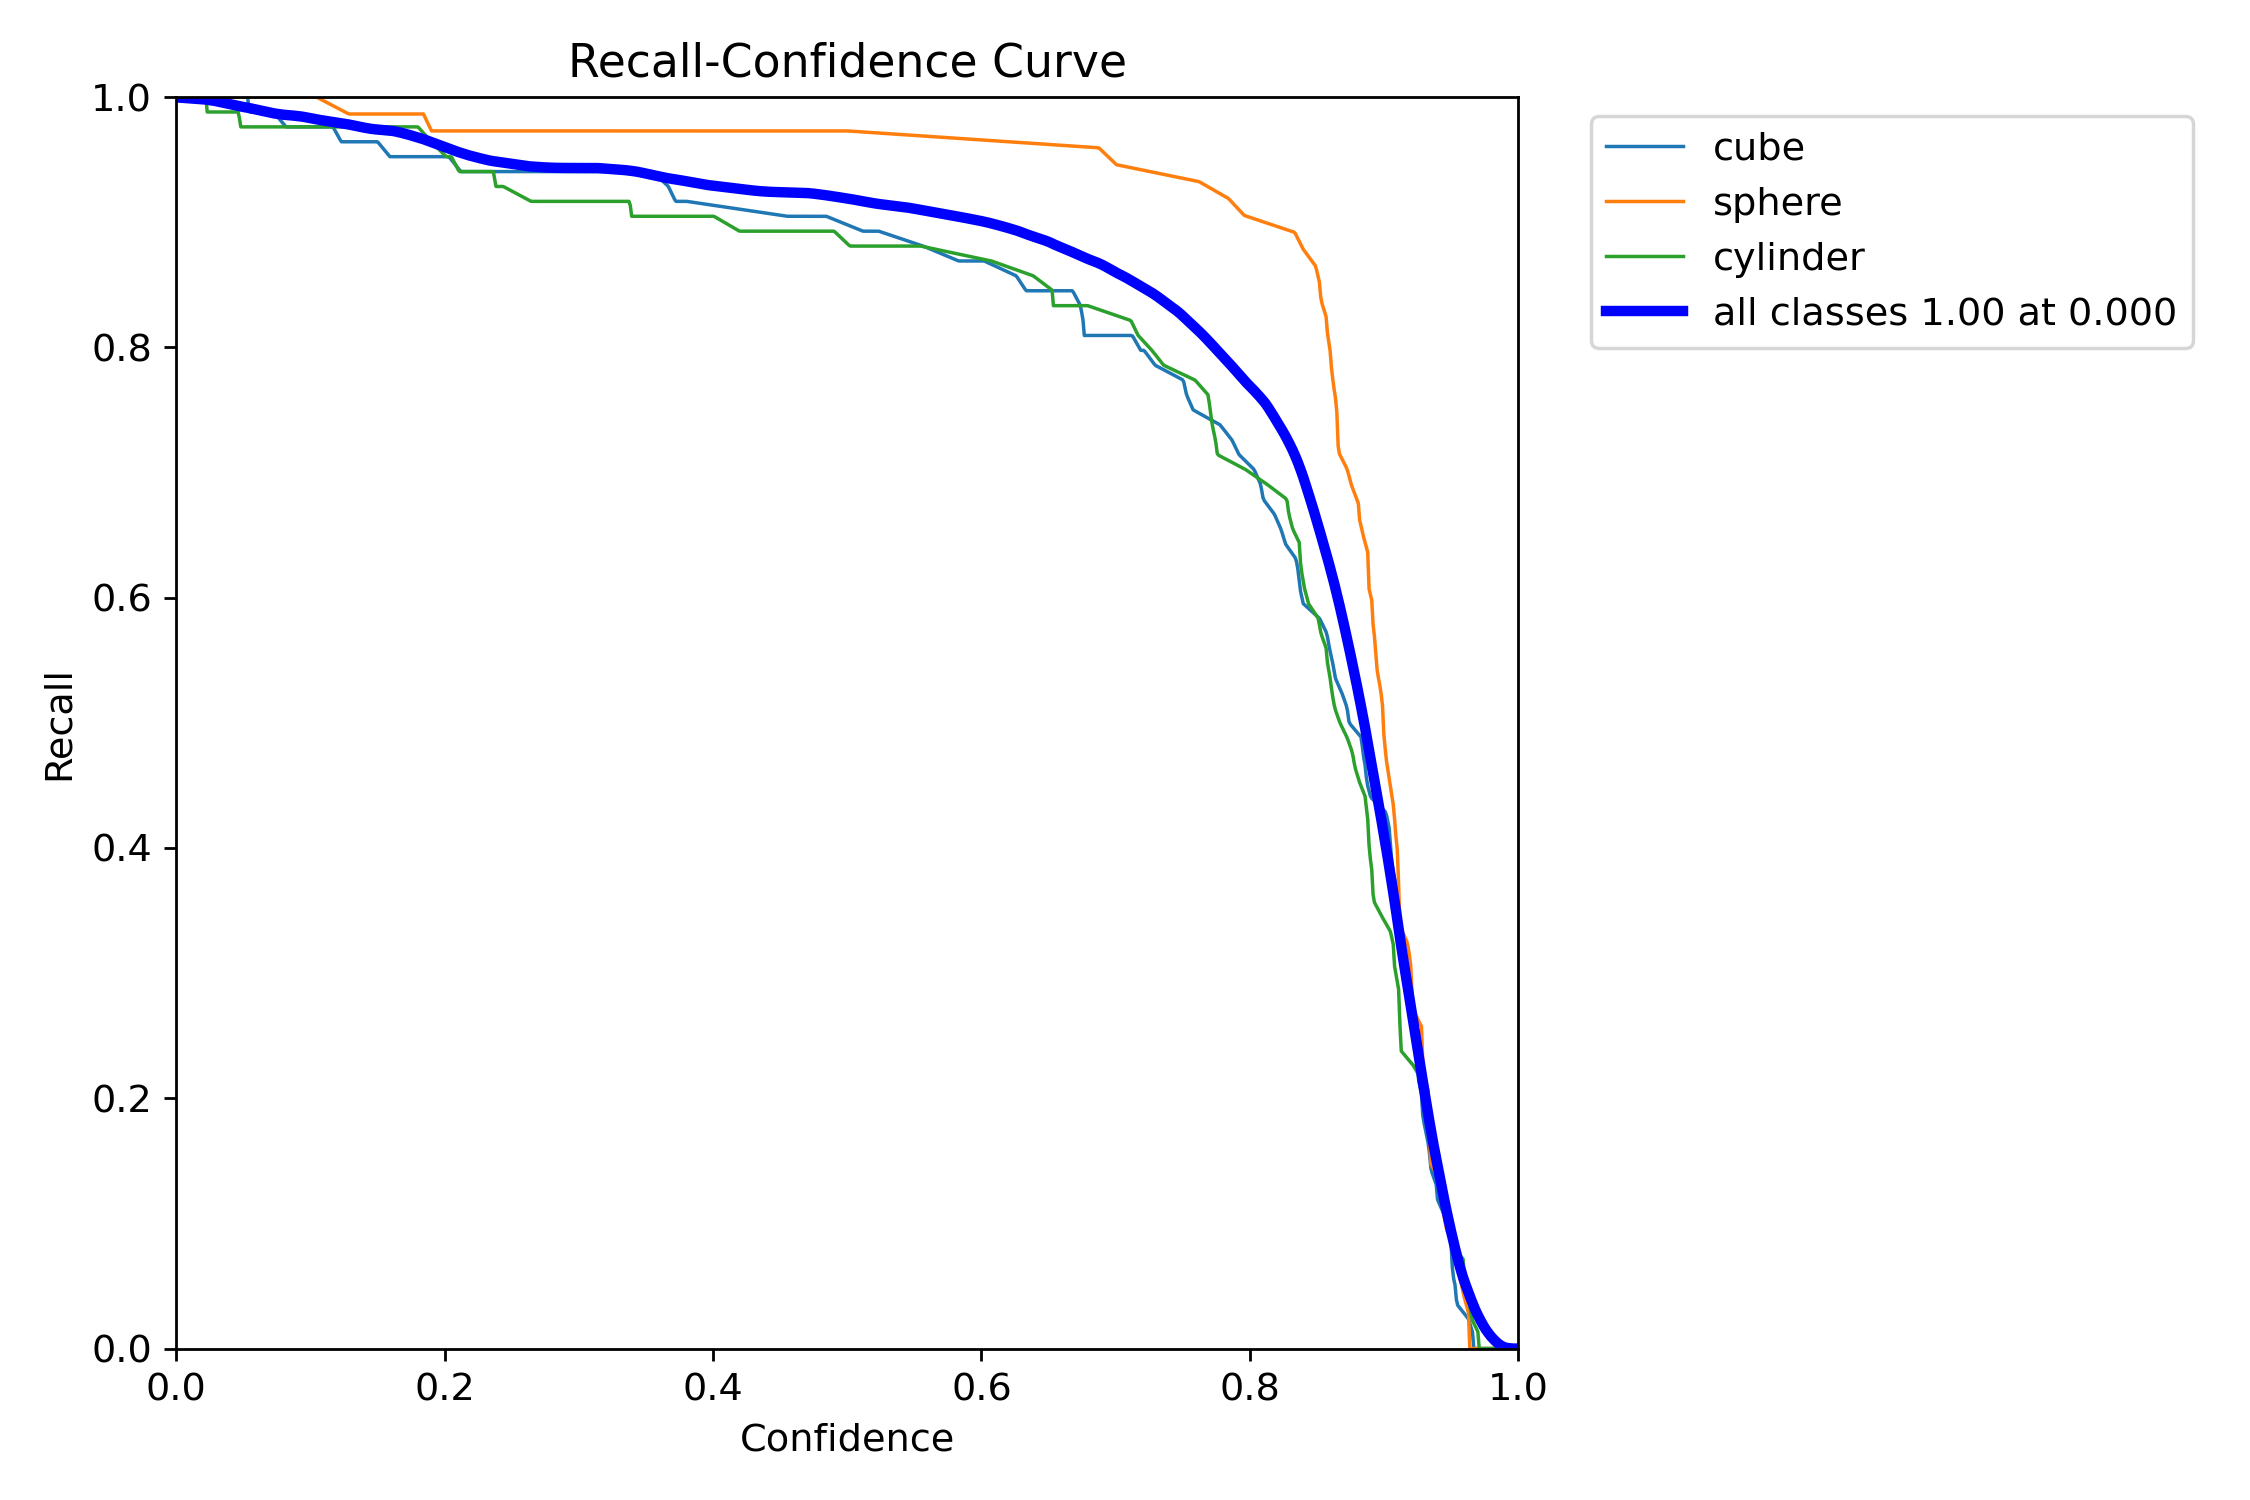 Recall-Confidence Curve
1.0
0.8
0.6
0.4
0.2
0.0
Recall
0.0 0.2 0.4 0.6 0.8 1.0
Confidence
cube
sphere
cylinder
all classes 1.00 at 0.000